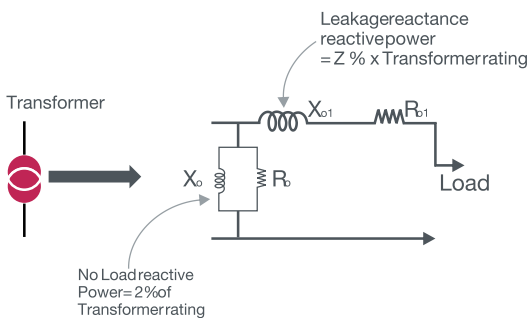 Leakagereactance
reactivepower
= Z % x Transformerrating
Transformer
Xo1
Ro1
Xo
Ro
Load
No Loadreactive
Power= 2%of
Transformerrating